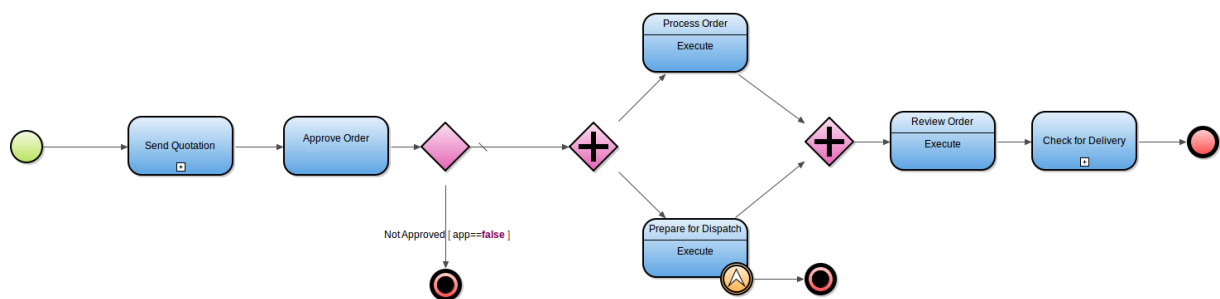 Process Order
Execute
Send Quotation
Approve Order
Review Order
Execute
Check for Delivery
Not Approved [ app==false ]
Prepare for Dispatch
Execute